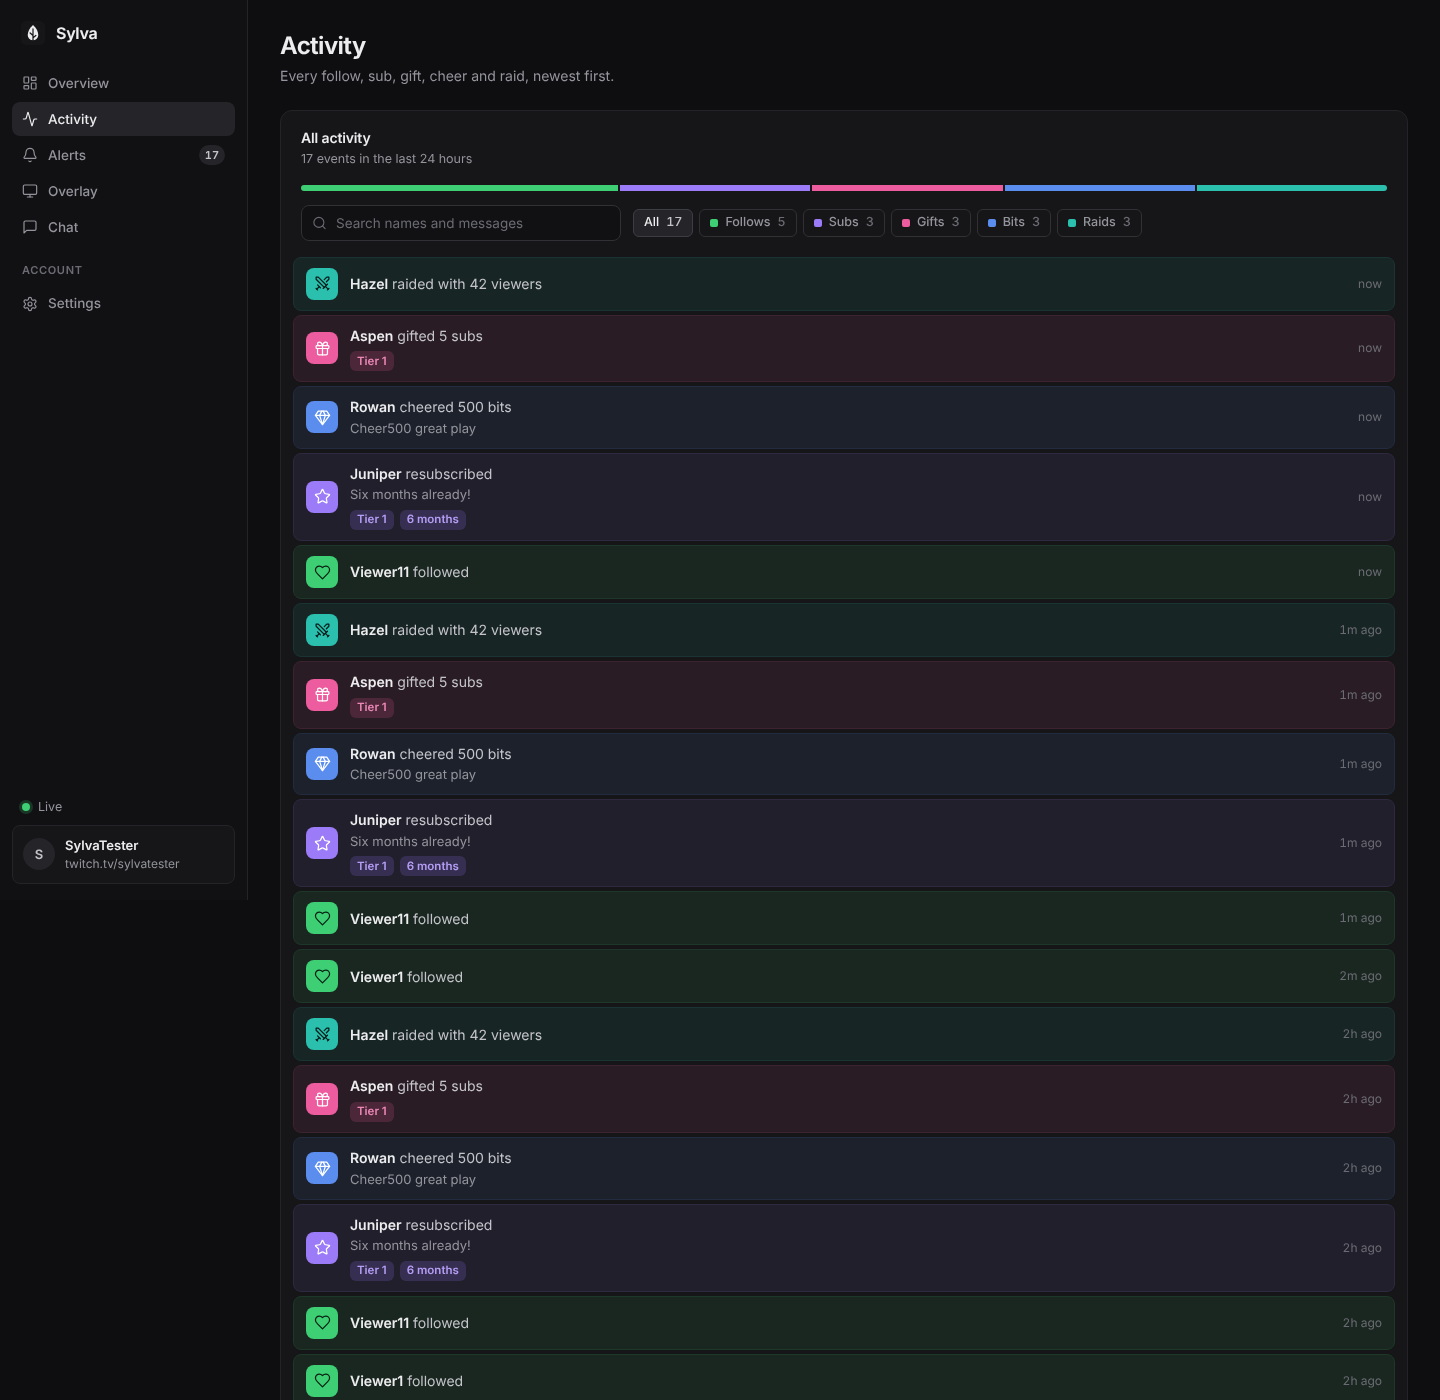 Sylva
Overview
Activity
Alerts 17
Overlay
Chat
ACCOUNT
Settings
Live
S
SylvaTester
twitch.tv/sylvatester
Activity
Every follow, sub, gift, cheer and raid, newest first.
All activity
17 events in the last 24 hours
Search names and messages
All 17 Follows 5 Subs 3 Gifts 3 Bits 3 Raids 3
Hazel raided with 42 viewers now
Aspen gifted 5 subs
Tier 1
now
Rowan cheered 500 bits
Cheer500 great play
now
Juniper resubscribed
Six months already!
Tier 1 6 months
now
Viewer11 followed now
Hazel raided with 42 viewers 1m ago
Aspen gifted 5 subs
Tier 1
1m ago
Rowan cheered 500 bits
Cheer500 great play
1m ago
Juniper resubscribed
Six months already!
Tier 1 6 months
1m ago
Viewer11 followed 1m ago
Viewer1 followed 2m ago
Hazel raided with 42 viewers 2h ago
Aspen gifted 5 subs
Tier 1
2h ago
Rowan cheered 500 bits
Cheer500 great play
2h ago
Juniper resubscribed
Six months already!
Tier 1 6 months
2h ago
Viewer11 followed 2h ago
Viewer1 followed 2h ago